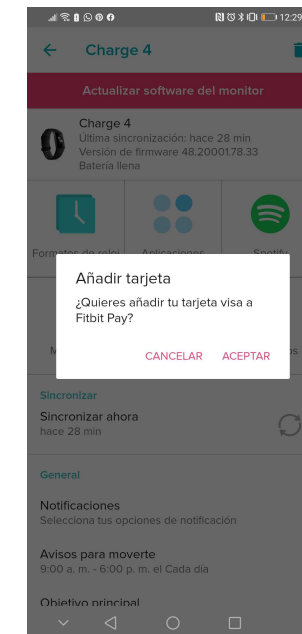 12:29
Charge 4
Actualizar software del monitor
Charge 4
Última sincronización: hace 28 min
Versión de firmware 48.20001.78.33
Batería llena
Formatos de reloj Aplicaciones Spotify
Añadir tarjeta
¿Quieres añadir tu tarjeta visa a
Fitbit Pay?
CANCELAR ACEPTAR
Sincronizar
Sincronizar ahora
hace 28 min
General
Notificaciones
Selecciona tus opciones de notificación
Avisos para moverte
9:00 a. m. - 6:00 p. m. el Cada día
Objetivo principal